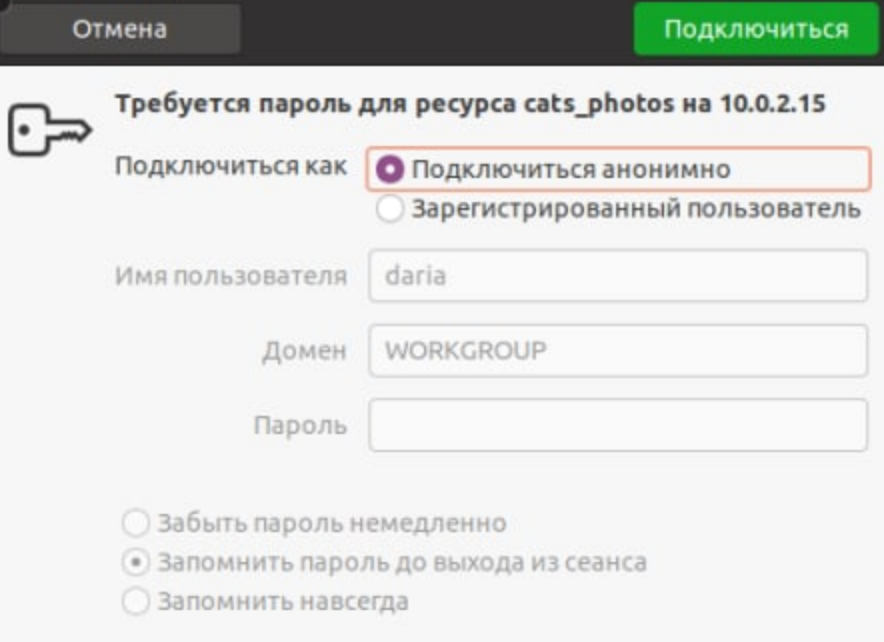 Отмена
Подключиться
Требуется пароль для ресурса cats_photos на 10.0.2.15
Подключиться как
Подключиться анонимно
Зарегистрированный пользователь
Имя пользователя
daria
Домен
WORKGROUP
Пароль
Забыть пароль немедленно
Запомнить пароль до выхода из сеанса
Запомнить навсегда